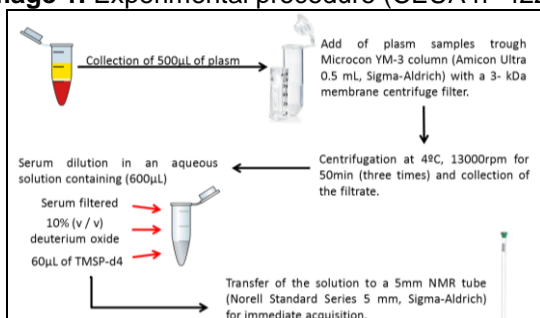 Experimental procedure (CEUA n° 422
Collection of 500µL of plasm
Add of plasm samples trough
Microcon YM-3 column (Amicon Ultra
0.5 mL, Sigma-Aldrich) with a 3- kDa
membrane centrifuge filter.
Centrifugation at 4ºC, 13000rpm for
50min (three times) and collection of
the filtrate.
Serum dilution in an aqueous
solution containing (600µL)
Serum filtered
10% (v / v)
deuterium oxide
60µL of TMSP-d4
Transfer of the solution to a 5mm NMR tube
(Norell Standard Series 5 mm, Sigma-Aldrich)
for immediate acquisition.